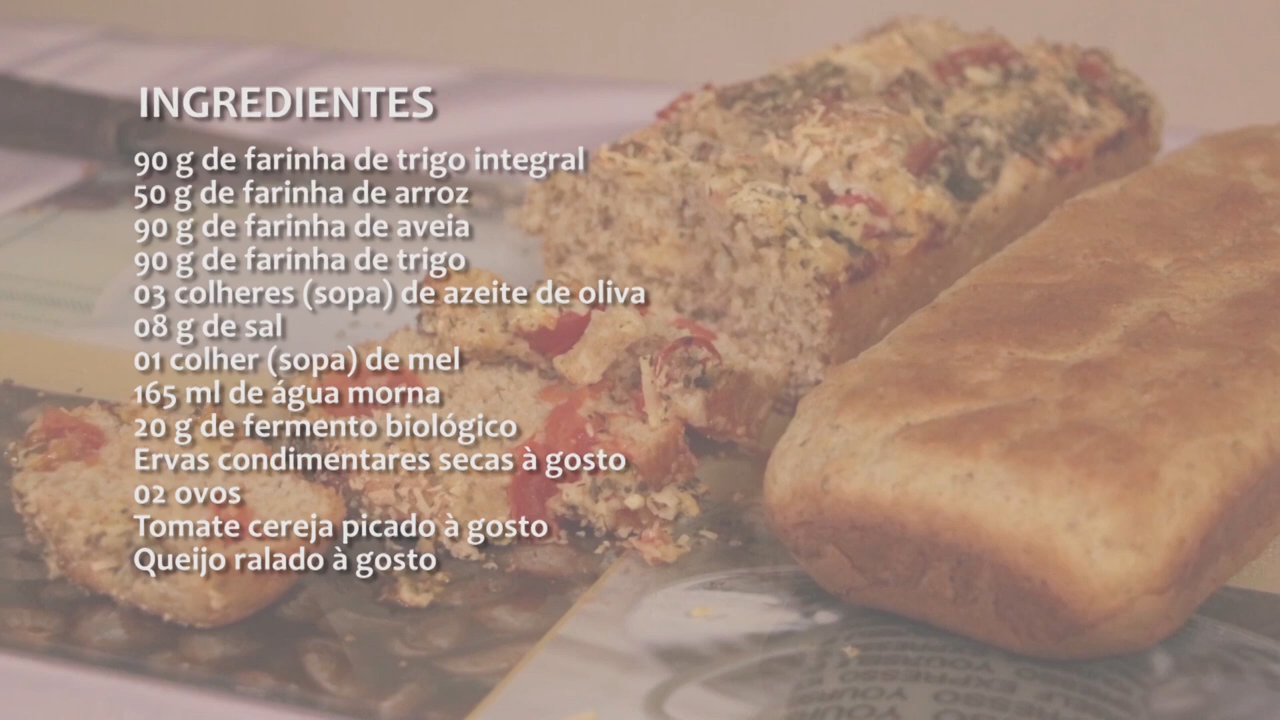 INGREDIENTES
90 g de farinha de trigo integral
50 g de farinha de arroz
90 g de farinha de aveia
90 g de farinha de trigo
03 colheres (sopa) de azeite de oliva
08 g de sal
01 colher (sopa) de mel
165 ml de água morna
20 g de fermento biológico
Ervas condimentares secas à gosto
02 ovos
Tomate cereja picado à gosto
Queijo ralado à gosto